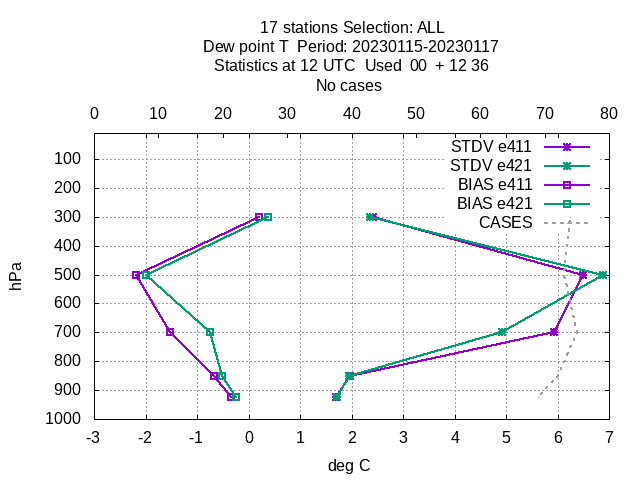 17 stations Selection: ALL
Dew point T  Period: 20230115-20230117
Statistics at 12 UTC  Used  00  + 12 36
No cases
0 10 20 30 40 50 60 70 80
STDV e411
STDV e421
BIAS e411
BIAS e421
CASES
hPa
100
200
300
400
500
600
700
800
900
1000
-3 -2 -1 0 1 2 3 4 5 6 7
deg C